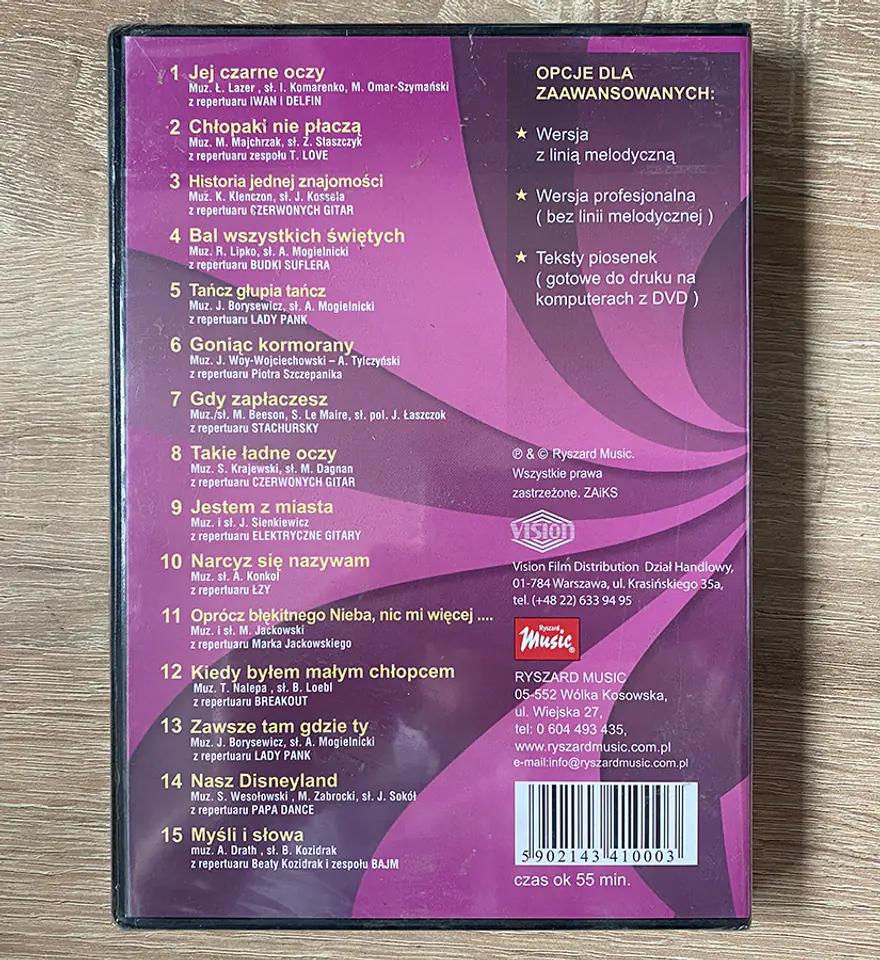 1 Jej czarne oczy
Muz. Ł. Lazer , sł. I. Komarenko, M. Omar-Szymański
z repertuaru IWAN i DELFIN
2 Chłopaki nie płaczą
Muz. M. Majchrzak, sł. Z. Staszczyk
z repertuaru zespołu T. LOVE
3 Historia jednej znajomości
Muz. K. Klenczon, sł. J. Kossela
z repertuaru CZERWONYCH GITAR
4 Bal wszystkich świętych
Muz. R. Lipko, sł. A. Mogielnicki
z repertuaru BUDKI SUFLERA
5 Tańcz głupia tańcz
Muz. J. Borysewicz, sł. A. Mogielnicki
z repertuaru LADY PANK
6 Goniąc kormorany
Muz. J. Woy-Wojciechowski – A. Tylczyński
z repertuaru Piotra Szczepanika
7 Gdy zapłaczesz
Muz./sł. M. Beeson, S. Le Maire, sł. pol. J. Łaszczok
z repertuaru STACHURSKY
8 Takie ładne oczy
Muz. S. Krajewski, sł. M. Dagnan
z repertuaru CZERWONYCH GITAR
9 Jestem z miasta
Muz. i sł. J. Sienkiewicz
z repertuaru ELEKTRYCZNE GITARY
10 Narcyz się nazywam
Muz. sł. A. Konkol
z repertuaru ŁZY
11 Oprócz błękitnego Nieba, nic mi więcej ....
Muz. i sł. M. Jackowski
z repertuaru Marka Jackowskiego
12 Kiedy byłem małym chłopcem
Muz. T. Nalepa , sł. B. Loebl
z repertuaru BREAKOUT
13 Zawsze tam gdzie ty
Muz. J. Borysewicz, sł. A. Mogielnicki
z repertuaru LADY PANK
14 Nasz Disneyland
Muz. S. Wesołowski , M. Zabrocki, sł. J. Sokół
z repertuaru PAPA DANCE
15 Myśli i słowa
muz. A. Drath , sł. B. Kozidrak
z repertuaru Beaty Kozidrak i zespołu BAJM
OPCJE DLA
ZAAWANSOWANYCH:
★ Wersja
z linią melodyczną
★ Wersja profesjonalna
( bez linii melodycznej )
★ Teksty piosenek
( gotowe do druku na
komputerach z DVD )
℗ & © Ryszard Music.
Wszystkie prawa
zastrzeżone. ZAiKS
VISION
Vision Film Distribution Dział Handlowy,
01-784 Warszawa, ul. Krasińskiego 35a,
tel. (+48 22) 633 94 95
Ryszard
Music®
RYSZARD MUSIC
05-552 Wólka Kosowska,
ul. Wiejska 27,
tel: 0 604 493 435,
www.ryszardmusic.com.pl
e-mail:info@ryszardmusic.com.pl
5 902143 410003
czas ok 55 min.